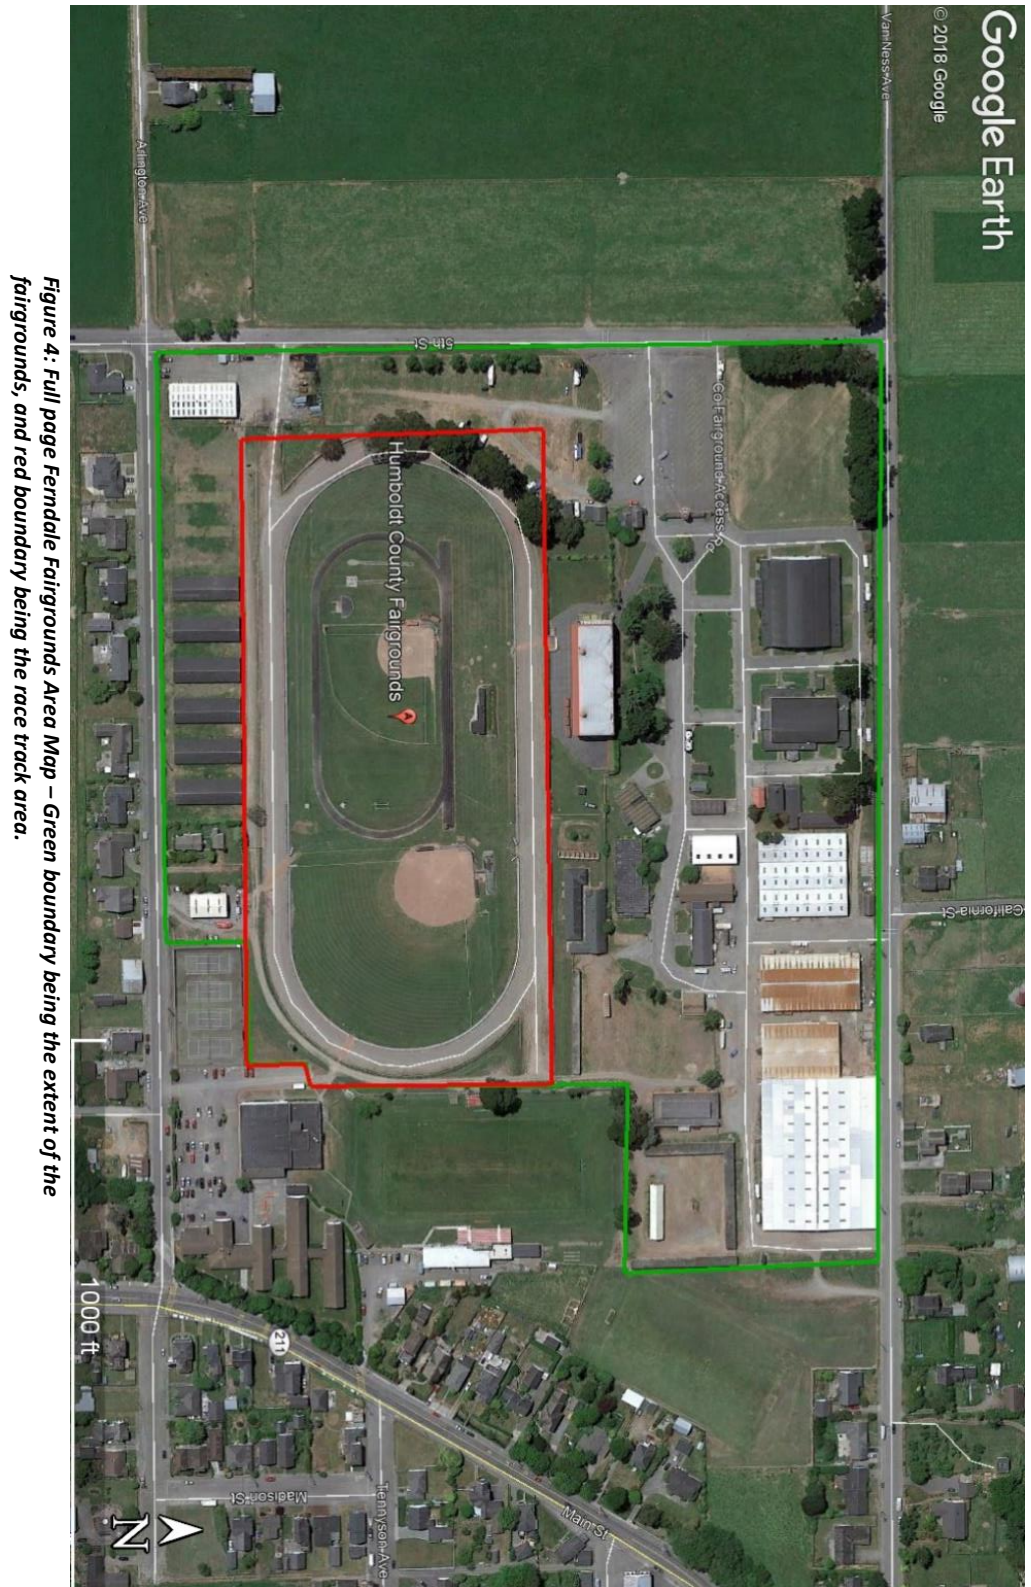 Google Earth
© 2018 Google
Van Ness Ave
California St
Co Fairground Access Rd
5th St
Humboldt County Fairgrounds
Arlington Ave
Main St
Tennyson Ave
Madison St
211
1000 ft
N
Figure 4: Full page Ferndale Fairgrounds Area Map – Green boundary being the extent of the
fairgrounds, and red boundary being the race track area.